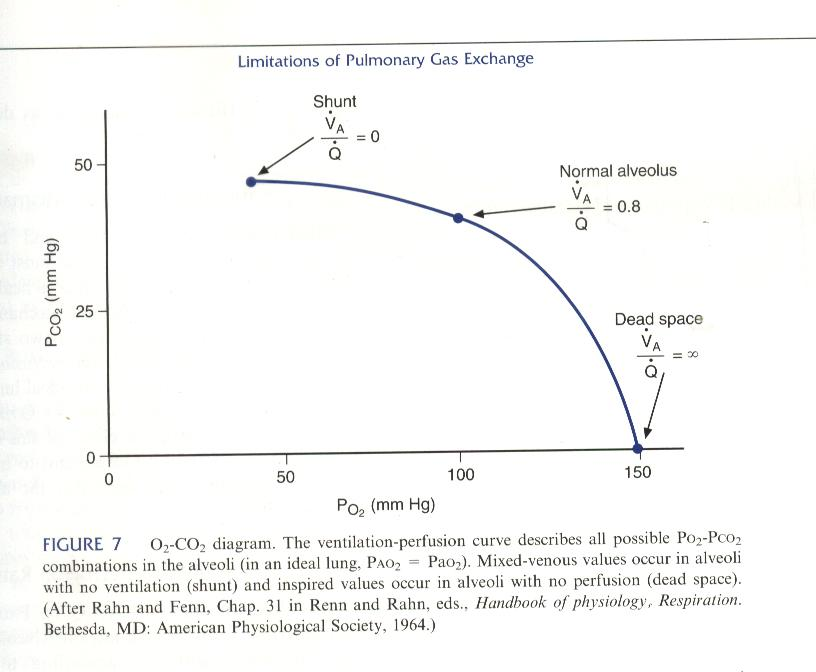 Limitations of Pulmonary Gas Exchange
Shunt
V̇A
Q̇
= 0
50
Normal alveolus
V̇A
Q̇
= 0.8
PCO₂ (mm Hg)
25
Dead space
V̇A
Q̇
= ∞
0
0
50
100
150
PO₂ (mm Hg)
FIGURE 7 O₂-CO₂ diagram. The ventilation-perfusion curve describes all possible PO₂-PCO₂
combinations in the alveoli (in an ideal lung, PAO₂ = PaO₂). Mixed-venous values occur in alveoli
with no ventilation (shunt) and inspired values occur in alveoli with no perfusion (dead space).
(After Rahn and Fenn, Chap. 31 in Renn and Rahn, eds., Handbook of physiology, Respiration.
Bethesda, MD: American Physiological Society, 1964.)